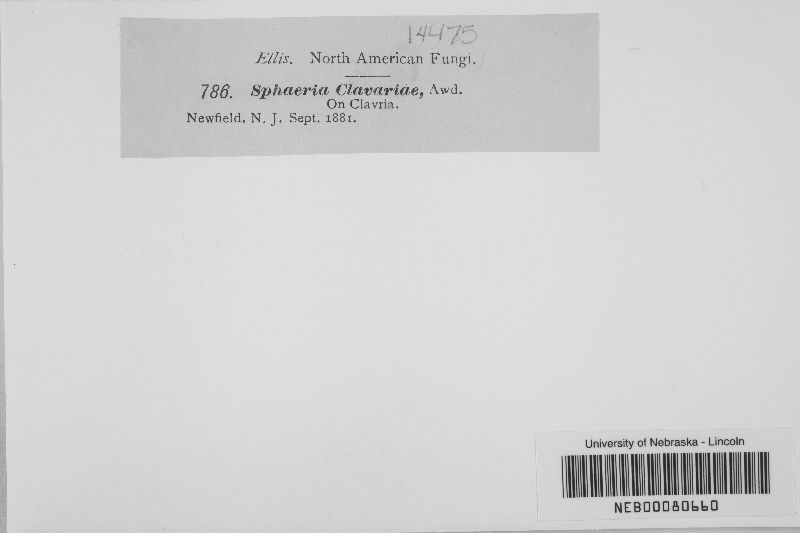 14475
Ellis. North American Fungi.
786. Sphaeria Clavariae, Awd.
On Clavria.
Newfield, N. J. Sept. 1881.
University of Nebraska - Lincoln
NEB00080660